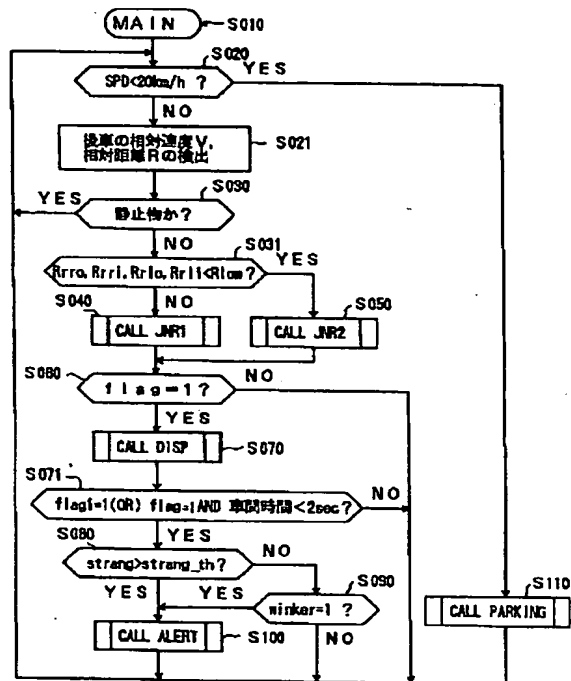 MAIN
S010
S020
SPD<20km/h ?
YES
NO
後車の相対速度V,
相対距離Rの検出
S021
S030
YES
静止物か?
NO
S031
Rrro, Rrri, Rrlo, Rrli<Rlow?
YES
NO
S040
S050
CALL JNR1
CALL JNR2
S060
flag=1?
NO
YES
CALL DISP
S070
S071
flagi=1(OR) flag=1AND 車間時間<2sec?
NO
YES
S080
strang>strang_th?
NO
YES
YES
S090
winker=1 ?
S110
CALL ALERT
S100
NO
CALL PARKING